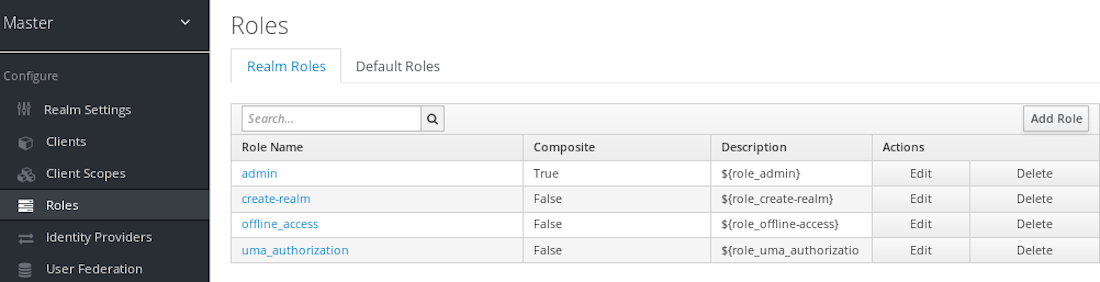 Master
Configure
Realm Settings
Clients
Client Scopes
Roles
Identity Providers
User Federation
Roles
Realm Roles Default Roles
Search... Add Role
Role Name Composite Description Actions
admin True ${role_admin} Edit Delete
create-realm False ${role_create-realm} Edit Delete
offline_access False ${role_offline-access} Edit Delete
uma_authorization False ${role_uma_authorizatio Edit Delete